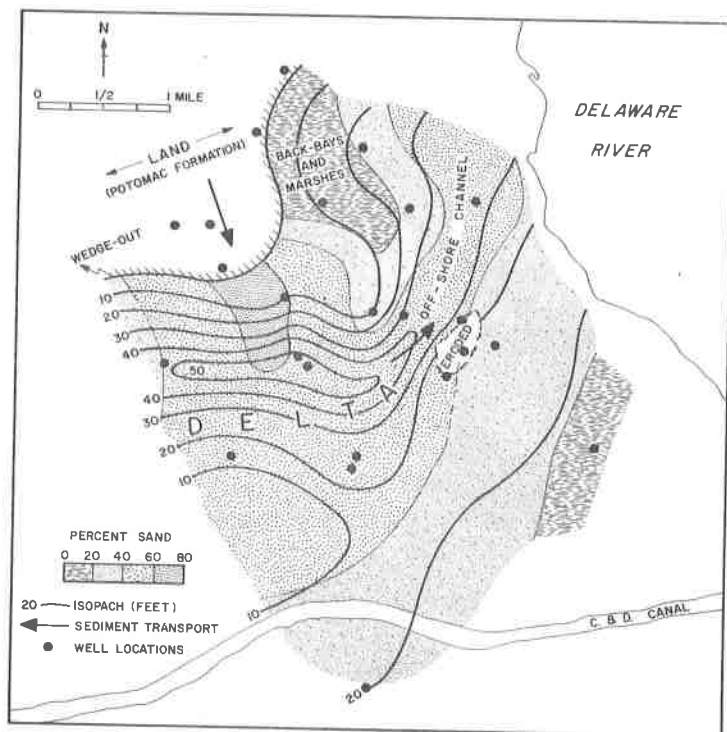 N
0 1/2 1 MILE
DELAWARE
RIVER
LAND
(POTOMAC FORMATION)
BACK-BAYS
AND
MARSHES
OFF-SHORE CHANNEL
WEDGE-OUT
10
20
30
40
50
40
30
20
10
ERODED
DELTA
PERCENT SAND
0 20 40 60 80
20 ISOPACH (FEET)
SEDIMENT TRANSPORT
WELL LOCATIONS
10
C. & D. CANAL
20